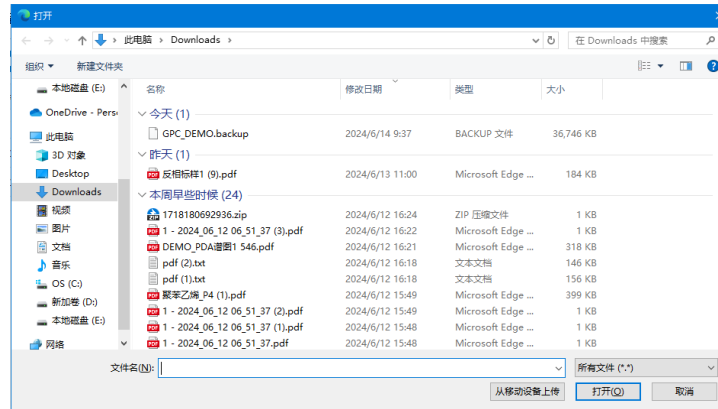 打开
此电脑 > Downloads > 在 Downloads 中搜索
组织 新建文件夹
本地磁盘 (E:)
OneDrive - Pers
此电脑
3D 对象
Desktop
Downloads
视频
图片
文档
音乐
OS (C:)
新加卷 (D:)
本地磁盘 (E:)
网络
名称 修改日期 类型 大小
今天 (1)
GPC_DEMO.backup 2024/6/14 9:37 BACKUP 文件 36,746 KB
昨天 (1)
反相标样1 (9).pdf 2024/6/13 11:00 Microsoft Edge ... 184 KB
本周早些时候 (24)
1718180692936.zip 2024/6/12 16:24 ZIP 压缩文件 1 KB
1 - 2024_06_12 06_51_37 (3).pdf 2024/6/12 16:22 Microsoft Edge ... 1 KB
DEMO_PDA谱图1 546.pdf 2024/6/12 16:21 Microsoft Edge ... 318 KB
pdf (2).txt 2024/6/12 16:18 文本文档 146 KB
pdf (1).txt 2024/6/12 16:18 文本文档 156 KB
聚苯乙烯_P4 (1).pdf 2024/6/12 15:49 Microsoft Edge ... 399 KB
1 - 2024_06_12 06_51_37 (2).pdf 2024/6/12 15:49 Microsoft Edge ... 1 KB
1 - 2024_06_12 06_51_37 (1).pdf 2024/6/12 15:48 Microsoft Edge ... 1 KB
1 - 2024_06_12 06_51_37.pdf 2024/6/12 15:48 Microsoft Edge ... 1 KB
文件名(N): 所有文件 (*.*)
从移动设备上传 打开(O) 取消